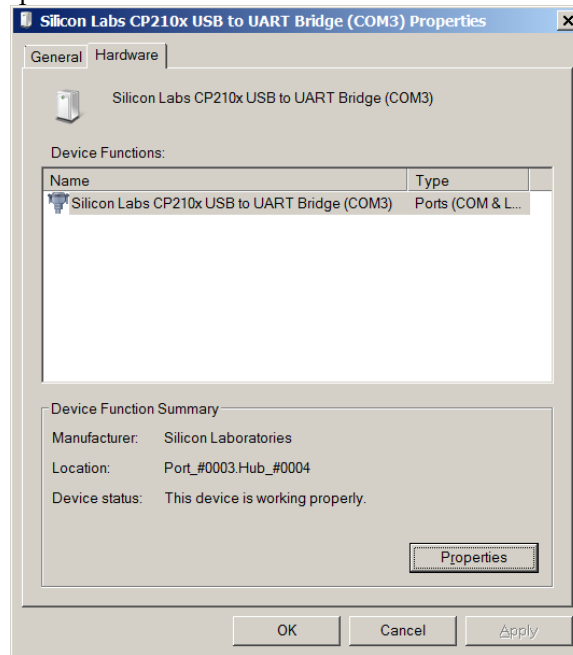 Silicon Labs CP210x USB to UART Bridge (COM3) Properties
General Hardware
Silicon Labs CP210x USB to UART Bridge (COM3)
Device Functions:
Name Type
Silicon Labs CP210x USB to UART Bridge (COM3) Ports (COM & L...
Device Function Summary
Manufacturer: Silicon Laboratories
Location: Port_#0003.Hub_#0004
Device status: This device is working properly.
Properties
OK Cancel Apply